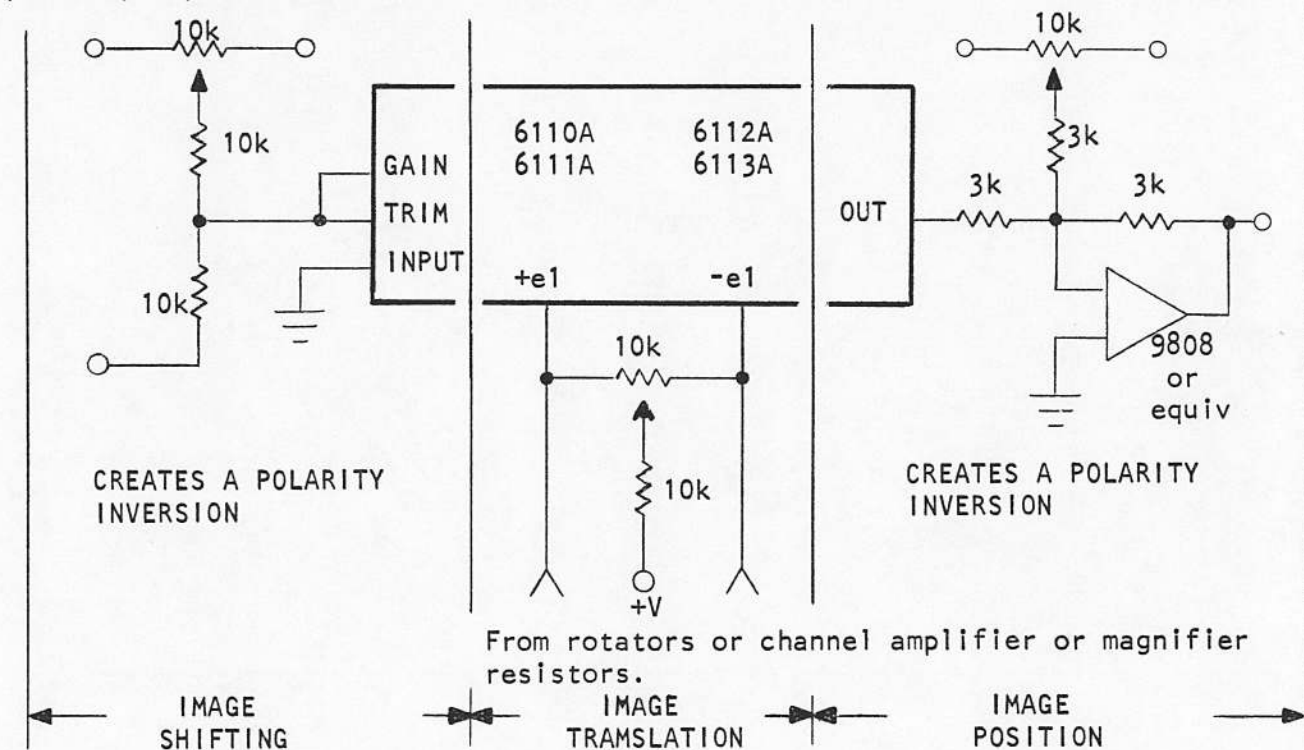 10k
10k
10k
CREATES A POLARITY
INVERSION
GAIN
TRIM
INPUT
6110A 6112A
6111A 6113A
+e1 -e1
OUT
10k
10k
+V
From rotators or channel amplifier or magnifier
resistors.
10k
3k
3k 3k
9808
or
equiv
CREATES A POLARITY
INVERSION
IMAGE
SHIFTING
IMAGE
TRAMSLATION
IMAGE
POSITION